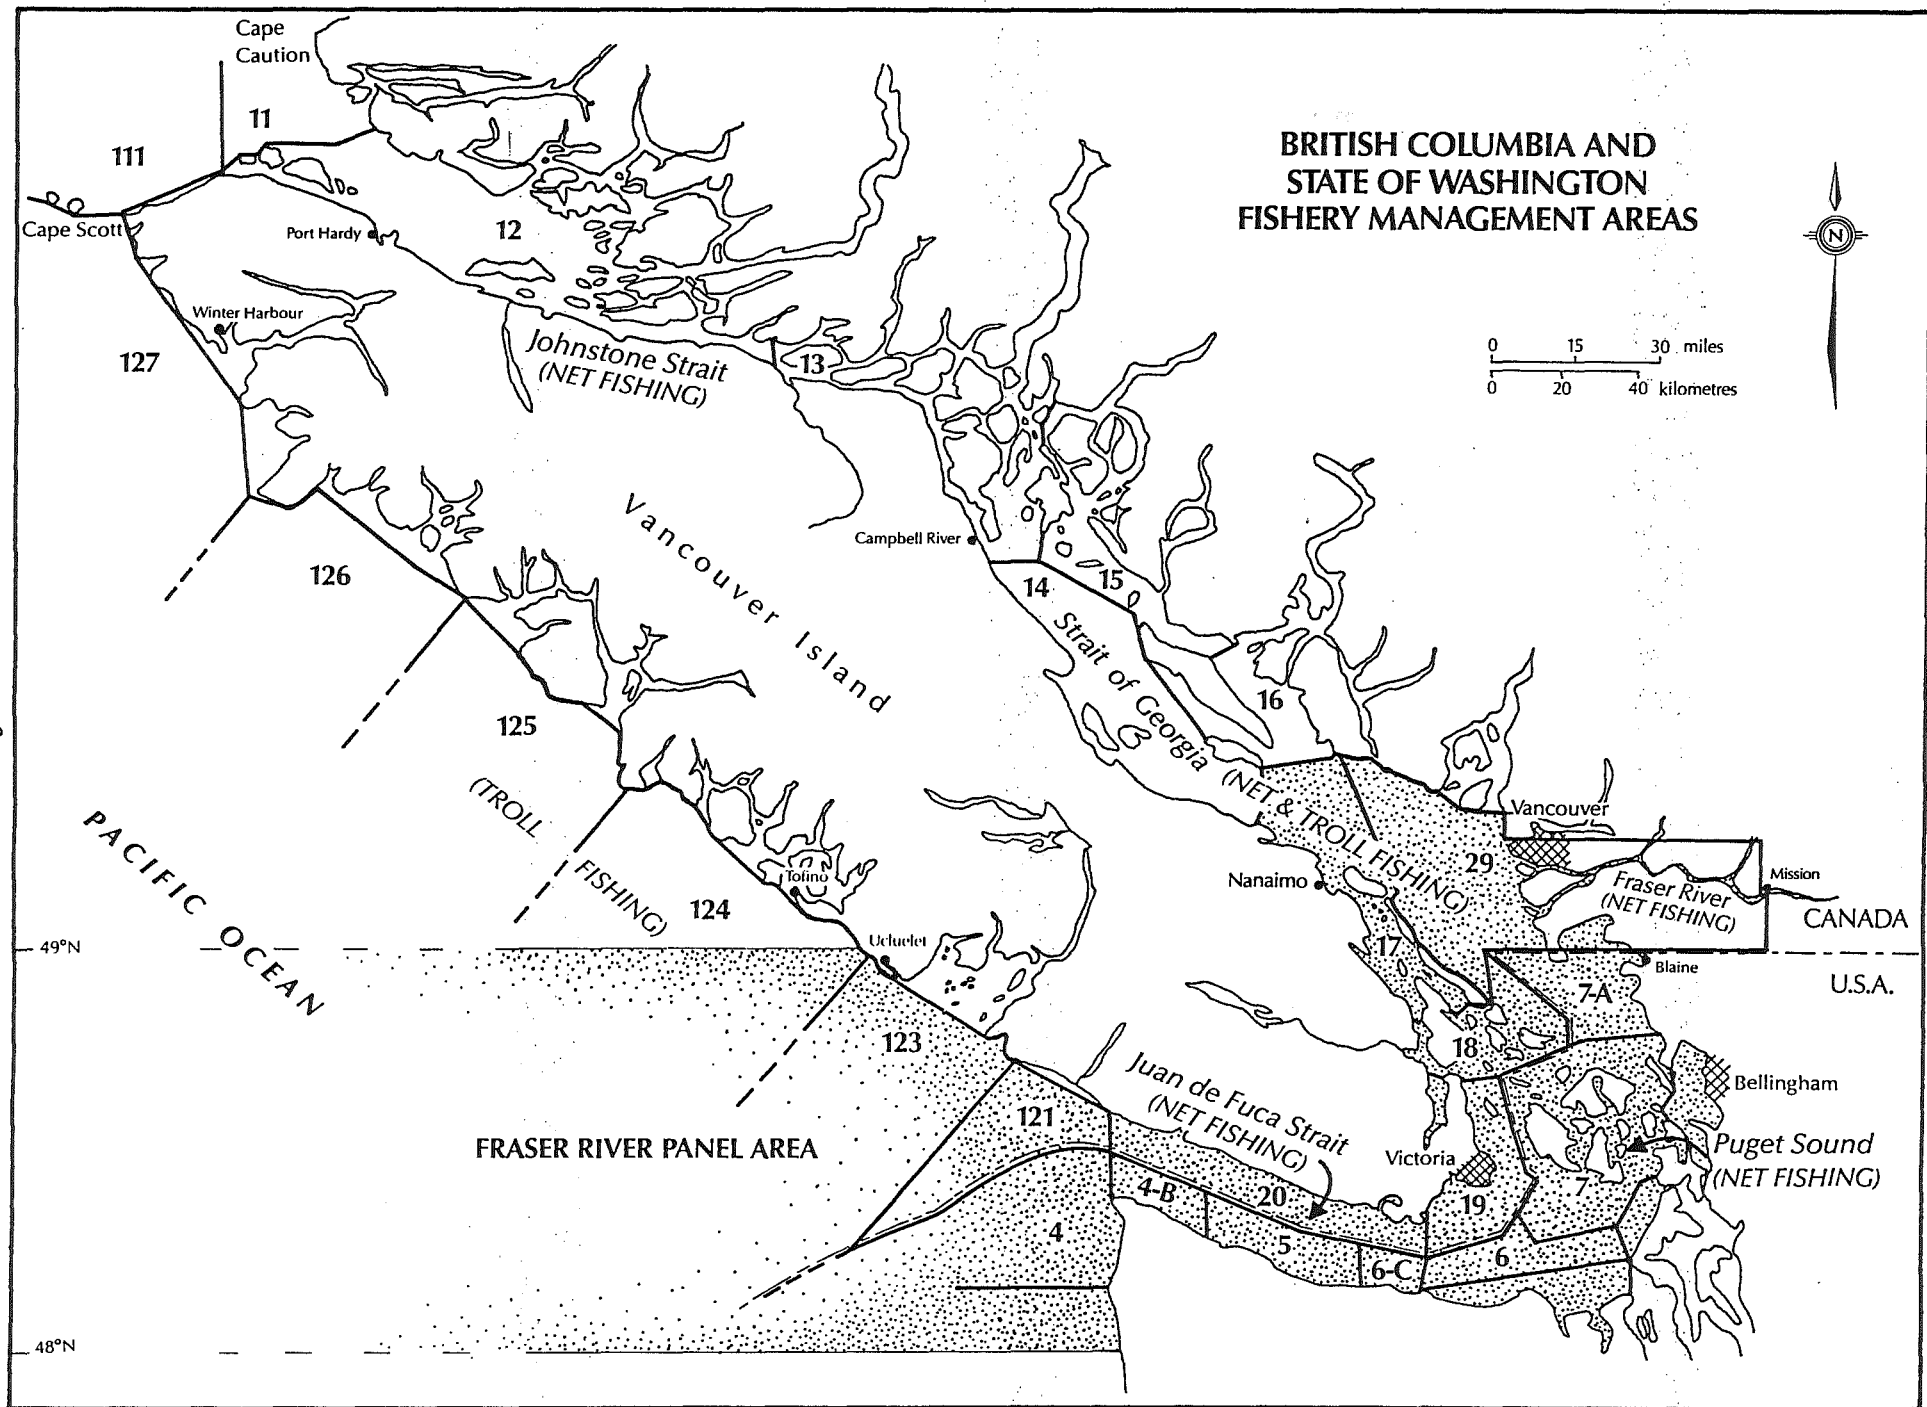 BRITISH COLUMBIA AND
STATE OF WASHINGTON
FISHERY MANAGEMENT AREAS
N
0 15 30 miles
0 20 40 kilometres
Cape
Caution
11
111
Cape Scott
Port Hardy
12
Winter Harbour
127
Johnstone Strait
(NET FISHING)
13
Vancouver Island
Campbell River
126
14
15
Strait of Georgia
(NET & TROLL FISHING)
16
125
(TROLL
FISHING)
PACIFIC OCEAN
Tofino
124
Vancouver
29
Nanaimo
Fraser River
(NET FISHING)
Mission
CANADA
49°N
Ucluelet
17
Blaine
U.S.A.
7-A
123
18
Bellingham
Juan de Fuca Strait
(NET FISHING)
121
FRASER RIVER PANEL AREA
Victoria
Puget Sound
(NET FISHING)
4-B
20
19
7
4
5
6-C
6
48°N